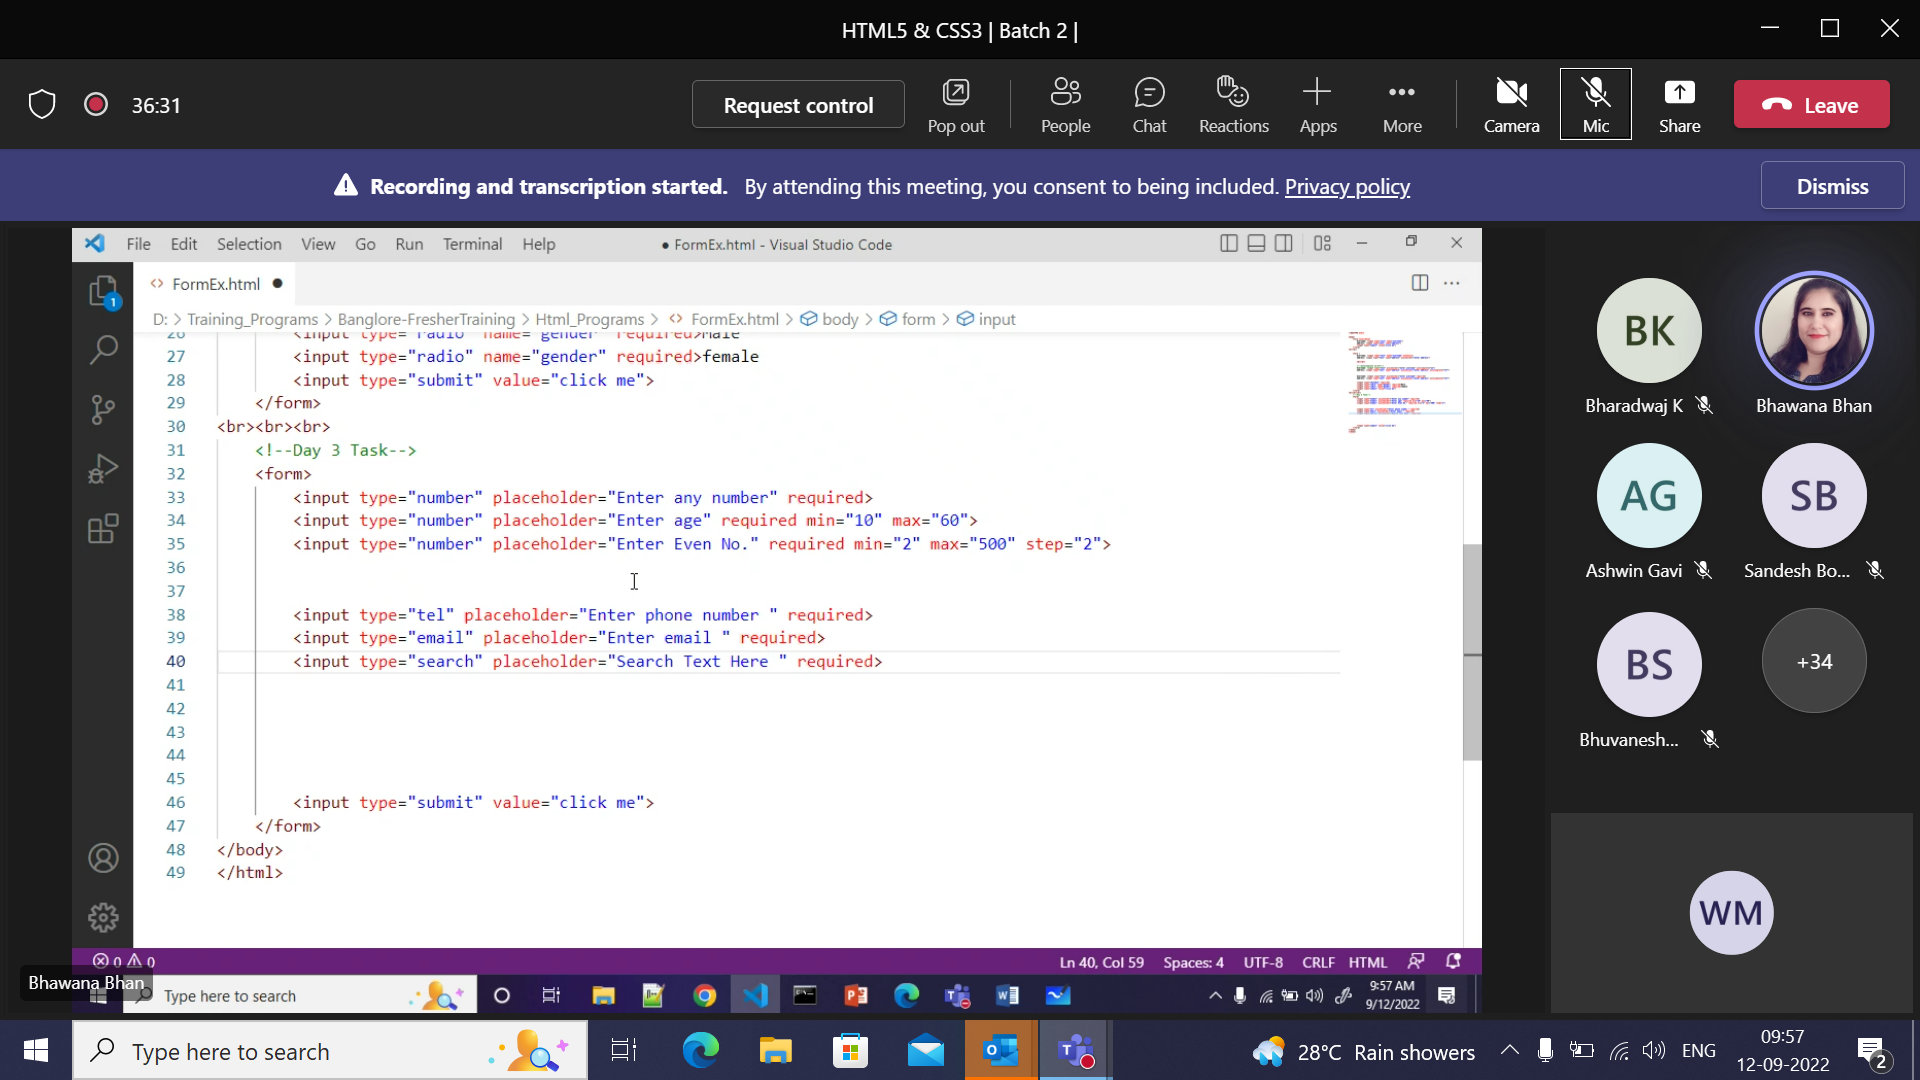 HTML5 & CSS3 | Batch 2 |
36:31
Request control
Pop out
People
Chat
Reactions
Apps
More
Camera
Mic
Share
Leave
Recording and transcription started. By attending this meeting, you consent to being included. Privacy policy
Dismiss
File Edit Selection View Go Run Terminal Help
● FormEx.html - Visual Studio Code
<> FormEx.html ●
1
D: > Training_Programs > Banglore-FresherTraining > Html_Programs > <> FormEx.html > body > form > input
26 <input type="radio" name="gender" required>Male
27 <input type="radio" name="gender" required>female
28 <input type="submit" value="click me">
29 </form>
30 <br><br><br>
31 <!--Day 3 Task-->
32 <form>
33 <input type="number" placeholder="Enter any number" required>
34 <input type="number" placeholder="Enter age" required min="10" max="60">
35 <input type="number" placeholder="Enter Even No." required min="2" max="500" step="2">
36
37
38 <input type="tel" placeholder="Enter phone number " required>
39 <input type="email" placeholder="Enter email " required>
40 <input type="search" placeholder="Search Text Here " required>
41
42
43
44
45
46 <input type="submit" value="click me">
47 </form>
48 </body>
49 </html>
0 0
Ln 40, Col 59 Spaces: 4 UTF-8 CRLF HTML
Bhawana Bhan
Type here to search
9:57 AM
9/12/2022
BK
Bharadwaj K
Bhawana Bhan
AG
Ashwin Gavi
SB
Sandesh Bo...
BS
Bhuvanesh...
+34
WM
Type here to search
28°C Rain showers
ENG
09:57
12-09-2022
2